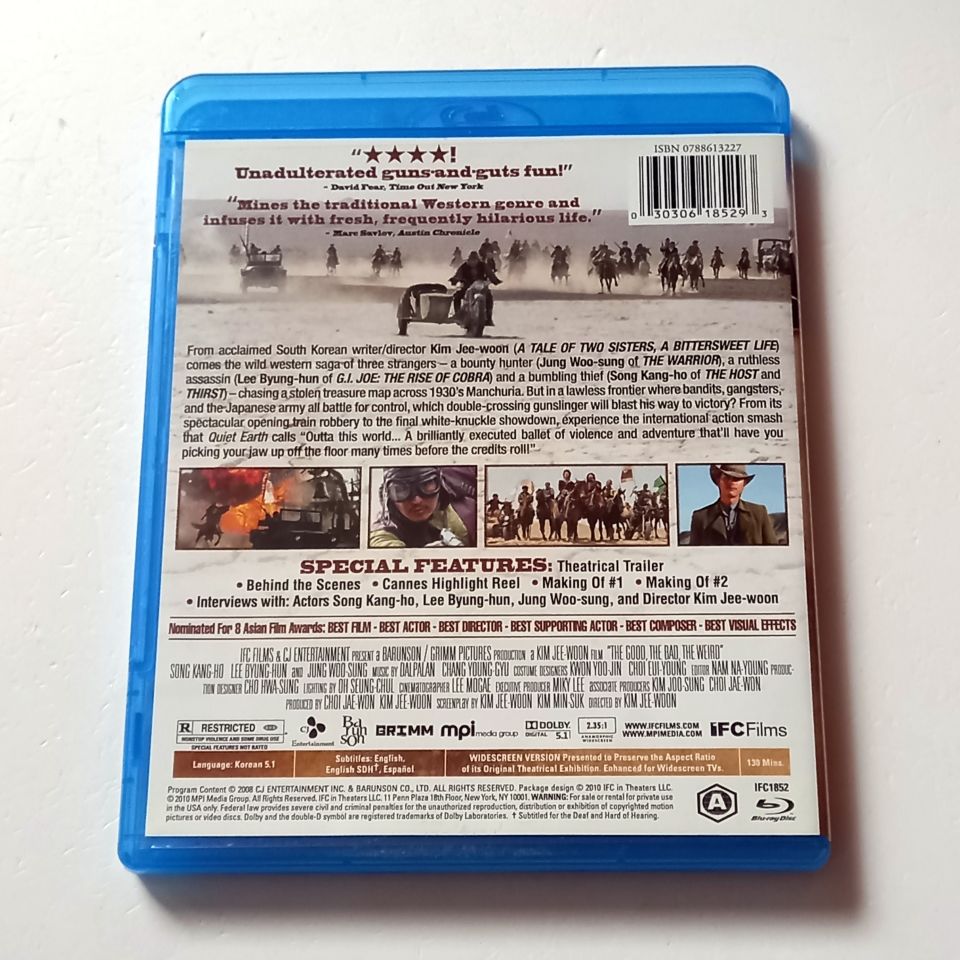 "★★★★!
Unadulterated guns-and-guts fun!"
- David Fear, Time Out New York
"Mines the traditional Western genre and
infuses it with fresh, frequently hilarious life."
- Marc Savlov, Austin Chronicle
ISBN 0788613227
0 30306 18529 3
From acclaimed South Korean writer/director Kim Jee-woon (A TALE OF TWO SISTERS, A BITTERSWEET LIFE)
comes the wild western saga of three strangers – a bounty hunter (Jung Woo-sung of THE WARRIOR), a ruthless
assassin (Lee Byung-hun of G.I. JOE: THE RISE OF COBRA) and a bumbling thief (Song Kang-ho of THE HOST and
THIRST) – chasing a stolen treasure map across 1930's Manchuria. But in a lawless frontier where bandits, gangsters,
and the Japanese army all battle for control, which double-crossing gunslinger will blast his way to victory? From its
spectacular opening train robbery to the final white-knuckle showdown, experience the international action smash
that Quiet Earth calls "Outta this world... A brilliantly executed ballet of violence and adventure that'll have you
picking your jaw up off the floor many times before the credits roll!"
SPECIAL FEATURES: Theatrical Trailer
• Behind the Scenes • Cannes Highlight Reel • Making Of #1 • Making Of #2
• Interviews with: Actors Song Kang-ho, Lee Byung-hun, Jung Woo-sung, and Director Kim Jee-woon
Nominated For 8 Asian Film Awards: BEST FILM - BEST ACTOR - BEST DIRECTOR - BEST SUPPORTING ACTOR - BEST COMPOSER - BEST VISUAL EFFECTS
IFC FILMS & CJ ENTERTAINMENT PRESENT A BARUNSON / GRIMM PICTURES PRODUCTION A KIM JEE-WOON FILM "THE GOOD, THE BAD, THE WEIRD"
SONG KANG-HO LEE BYUNG-HUN AND JUNG WOO-SUNG MUSIC BY DALPALAN CHANG YOUNG-GYU COSTUME DESIGNERS KWON YOO-JIN CHOI EUI-YOUNG EDITOR NAM NA-YOUNG PRODUC-
TION DESIGNER CHO HWA-SUNG LIGHTING BY OH SEUNG-CHUL CINEMATOGRAPHER LEE MOGAE EXECUTIVE PRODUCER MIKY LEE ASSOCIATE PRODUCERS KIM JOO-SUNG CHOI JAE-WON
PRODUCED BY CHOI JAE-WON KIM JEE-WOON SCREENPLAY BY KIM JEE-WOON KIM MIN-SUK DIRECTED BY KIM JEE-WOON
R RESTRICTED
NONSTOP VIOLENCE AND SOME DRUG USE
SPECIAL FEATURES NOT RATED
CJ Entertainment
Barunson
GRIMM
mpi media group
DOLBY DIGITAL 5.1
2.35:1
ANAMORPHIC WIDESCREEN
WWW.IFCFILMS.COM
WWW.MPIMEDIA.COM
IFC Films
Language: Korean 5.1
Subtitles: English,
English SDH†, Español
WIDESCREEN VERSION Presented to Preserve the Aspect Ratio
of its Original Theatrical Exhibition. Enhanced for Widescreen TVs.
130 Mins.
Program Content © 2008 CJ ENTERTAINMENT INC. & BARUNSON CO., LTD. ALL RIGHTS RESERVED. Package design © 2010 IFC in Theaters LLC.
© 2010 MPI Media Group. All Rights Reserved. IFC in Theaters LLC. 11 Penn Plaza 18th Floor, New York, NY 10001. WARNING: For sale or rental for private use
in the USA only. Federal law provides severe civil and criminal penalties for the unauthorized reproduction, distribution or exhibition of copyrighted motion
pictures or video discs. Dolby and the double-D symbol are registered trademarks of Dolby Laboratories. † Subtitled for the Deaf and Hard of Hearing.
A
IFC1852
Blu-ray Disc